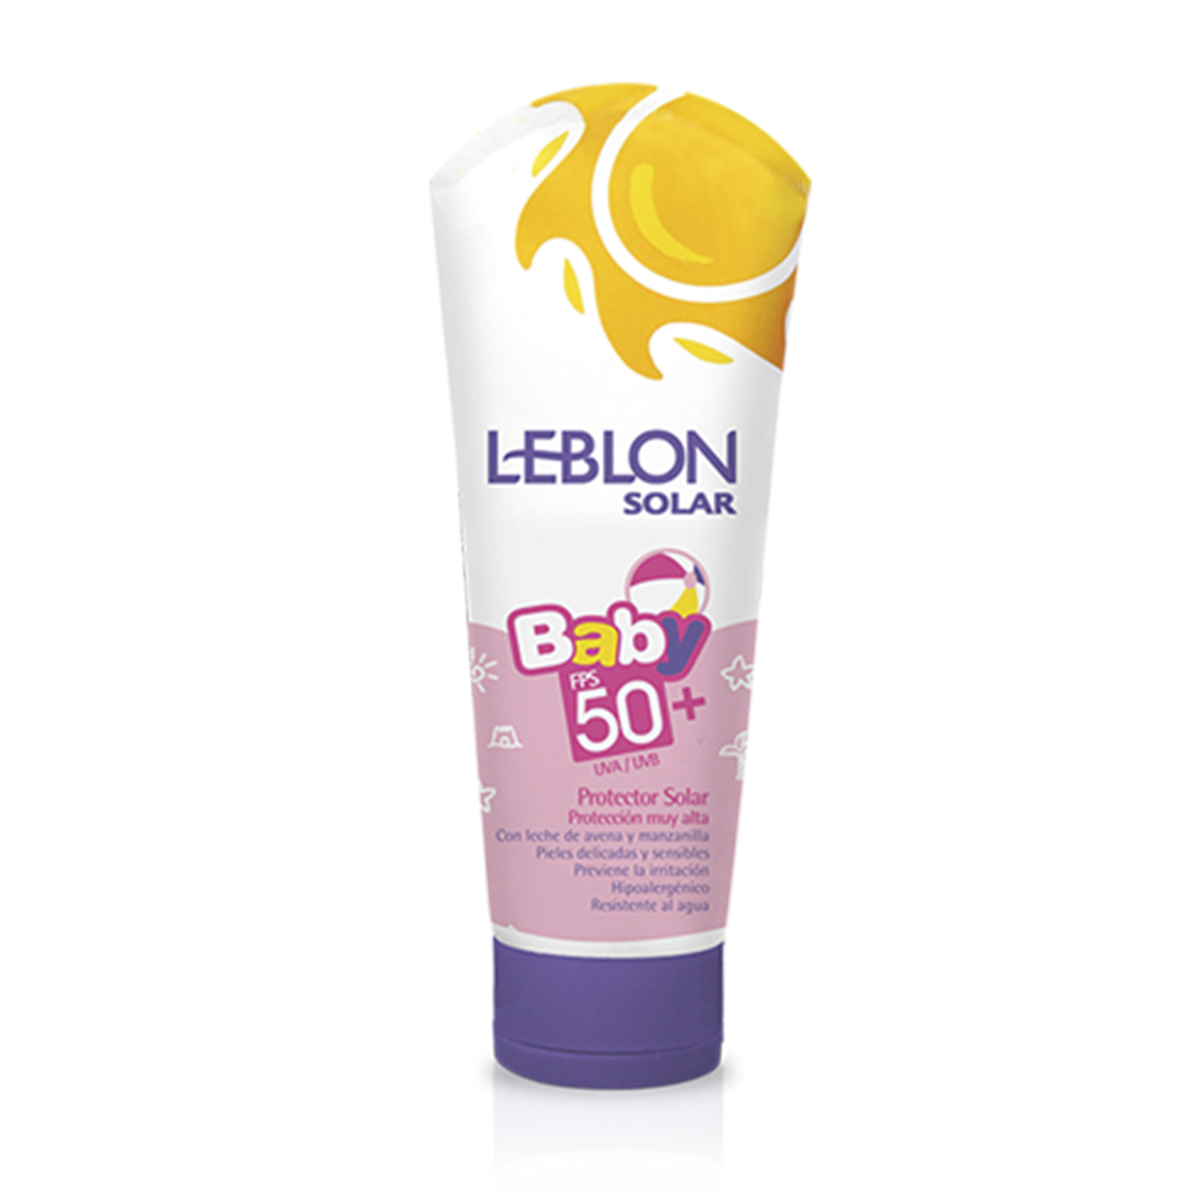 LEBLON
SOLAR
Baby
FPS
50+
UVA / UVB
Protector Solar
Protección muy alta
Con leche de avena y manzanilla
Pieles delicadas y sensibles
Previene la irritación
Hipoalergénico
Resistente al agua